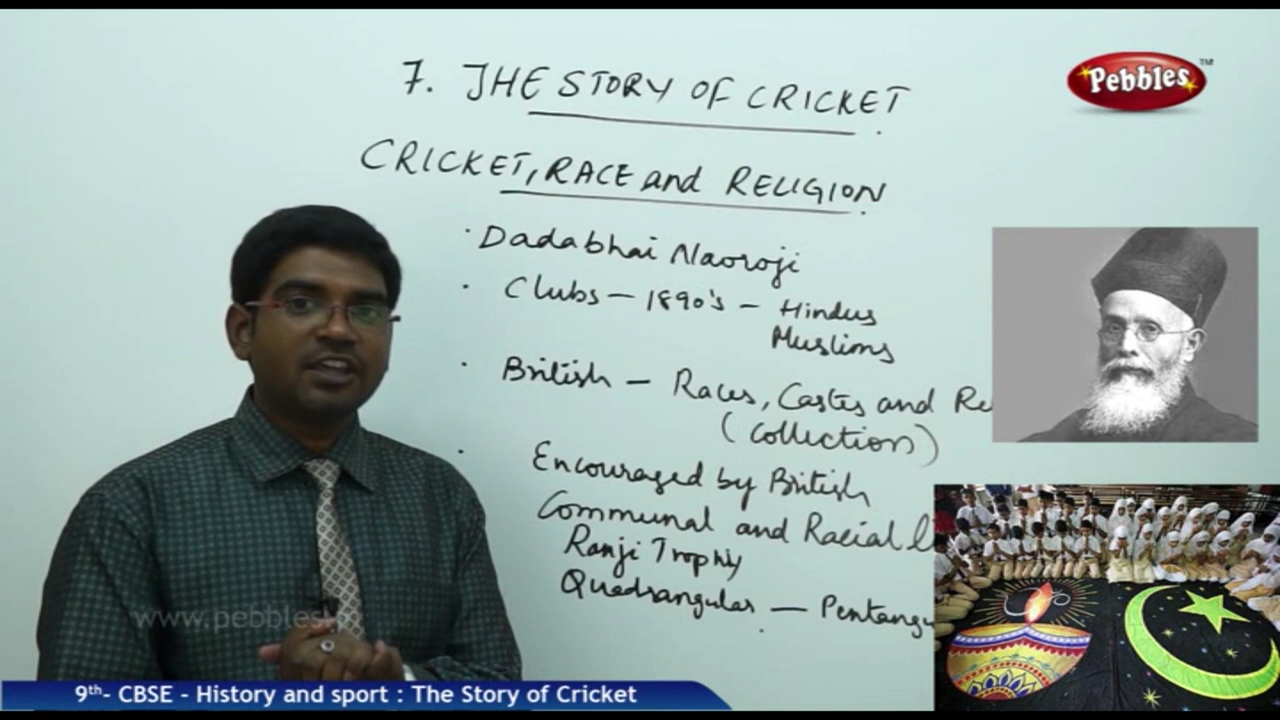 Pebbles™
7. THE STORY OF CRICKET
CRICKET, RACE and RELIGION
· Dadabhai Naoroji
· Clubs – 1890's – Hindus
Muslims
· British – Races, Castes and Re
(Collection)
· Encouraged by British
Communal and Racial l
Ranji Trophy
Quadrangular – Pentangu
www.pebbles
9th- CBSE - History and sport : The Story of Cricket